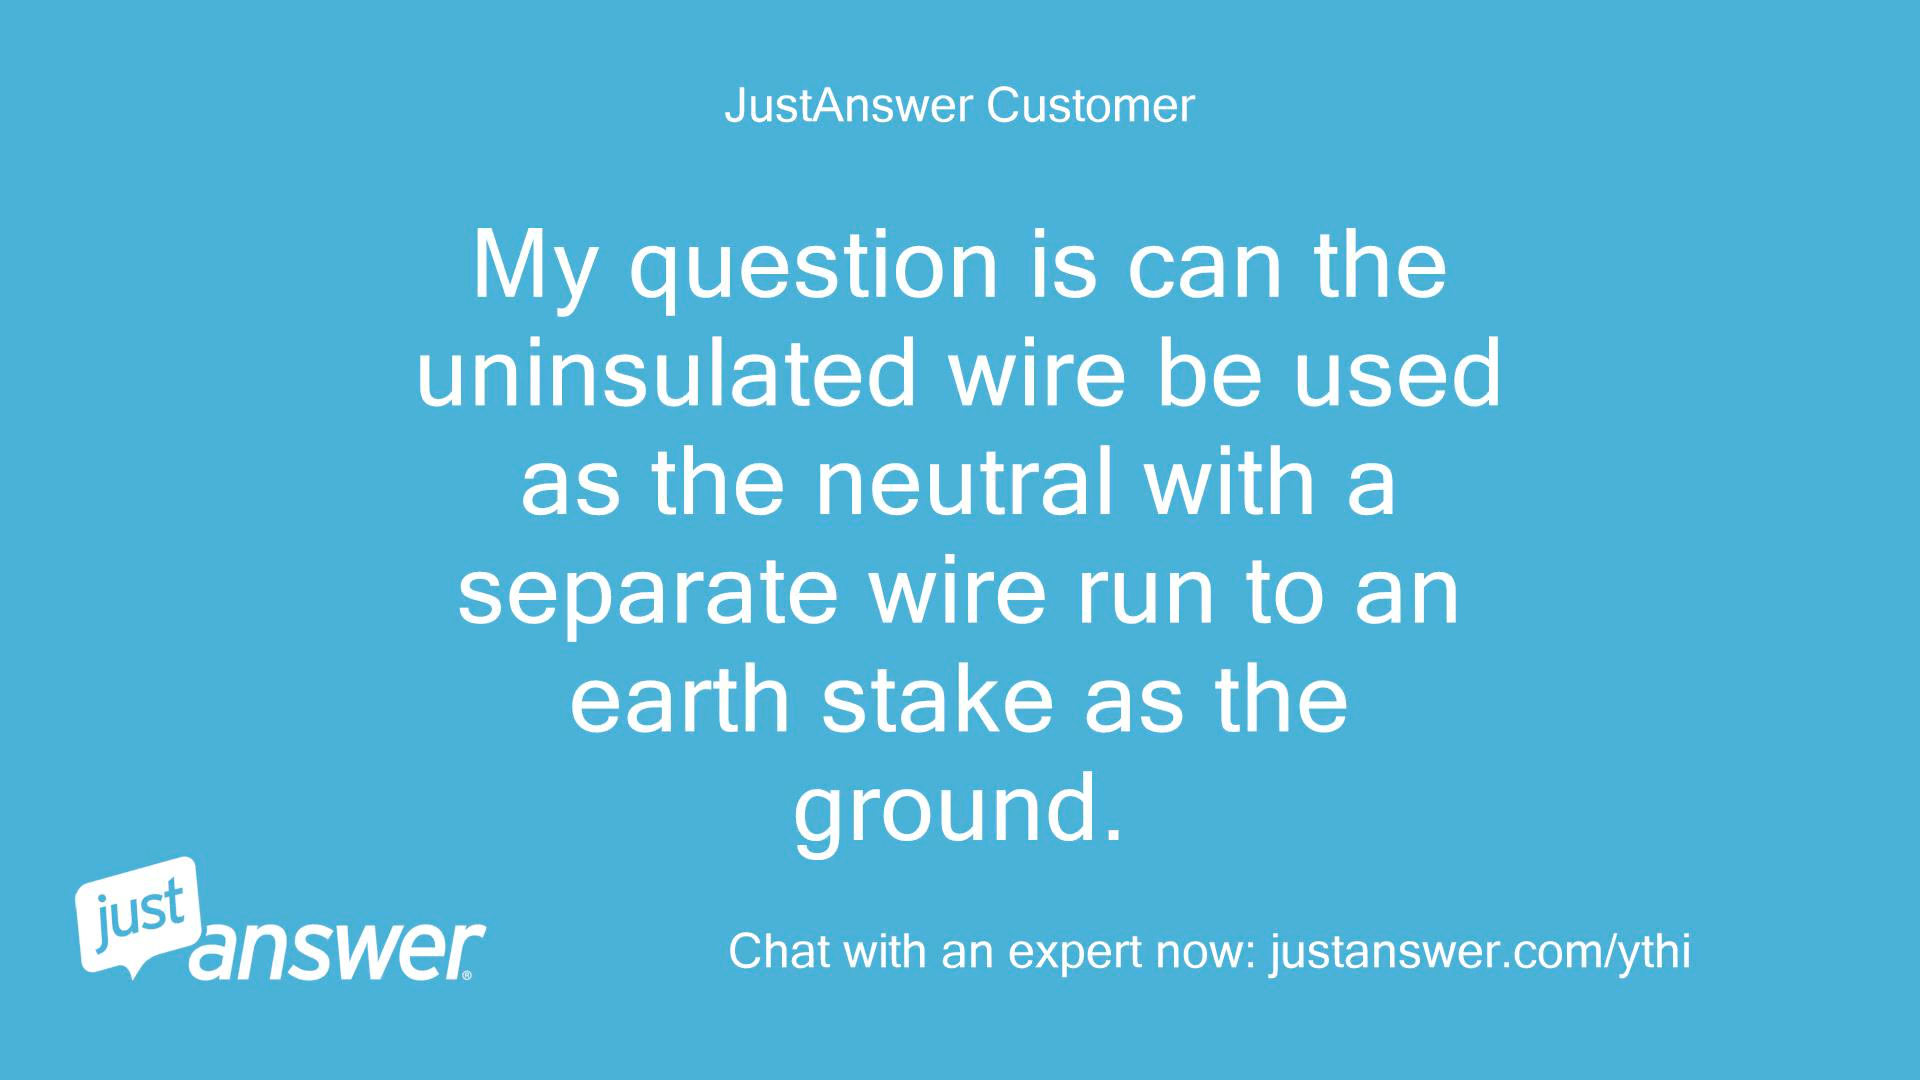 JustAnswer Customer
My question is can the
uninsulated wire be used
as the neutral with a
separate wire run to an
earth stake as the
ground.
just
answer®
Chat with an expert now: justanswer.com/ythi